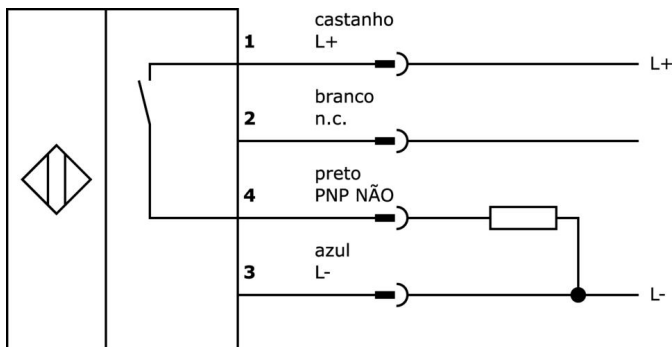 castanho
1 L+
L+
branco
2 n.c.
preto
4 PNP NÃO
azul
3 L-
L-